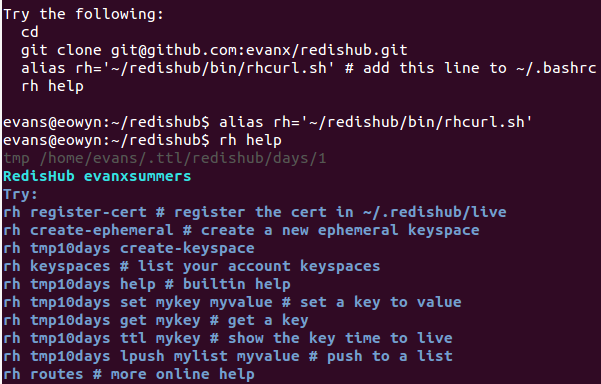 Try the following:
  cd
  git clone git@github.com:evanx/redishub.git
  alias rh='~/redishub/bin/rhcurl.sh' # add this line to ~/.bashrc
  rh help

evans@eowyn:~/redishub$ alias rh='~/redishub/bin/rhcurl.sh'
evans@eowyn:~/redishub$ rh help
tmp /home/evans/.ttl/redishub/days/1
RedisHub evanxsummers
Try:
rh register-cert # register the cert in ~/.redishub/live
rh create-ephemeral # create a new ephemeral keyspace
rh tmp10days create-keyspace
rh keyspaces # list your account keyspaces
rh tmp10days help # builtin help
rh tmp10days set mykey myvalue # set a key to value
rh tmp10days get mykey # get a key
rh tmp10days ttl mykey # show the key time to live
rh tmp10days lpush mylist myvalue # push to a list
rh routes # more online help